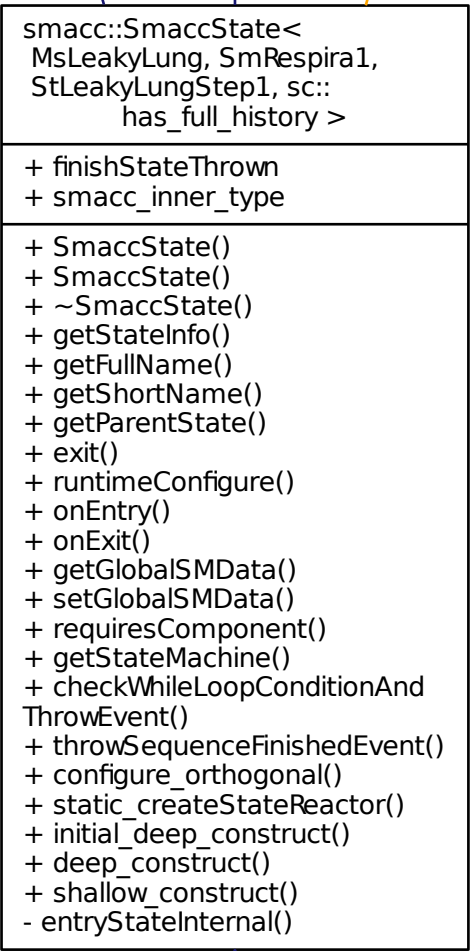 smacc::SmaccState<
MsLeakyLung, SmRespira1,
StLeakyLungStep1, sc::
has_full_history >
+ finishStateThrown
+ smacc_inner_type
+ SmaccState()
+ SmaccState()
+ ~SmaccState()
+ getStateInfo()
+ getFullName()
+ getShortName()
+ getParentState()
+ exit()
+ runtimeConfigure()
+ onEntry()
+ onExit()
+ getGlobalSMData()
+ setGlobalSMData()
+ requiresComponent()
+ getStateMachine()
+ checkWhileLoopConditionAnd
ThrowEvent()
+ throwSequenceFinishedEvent()
+ configure_orthogonal()
+ static_createStateReactor()
+ initial_deep_construct()
+ deep_construct()
+ shallow_construct()
- entryStateInternal()